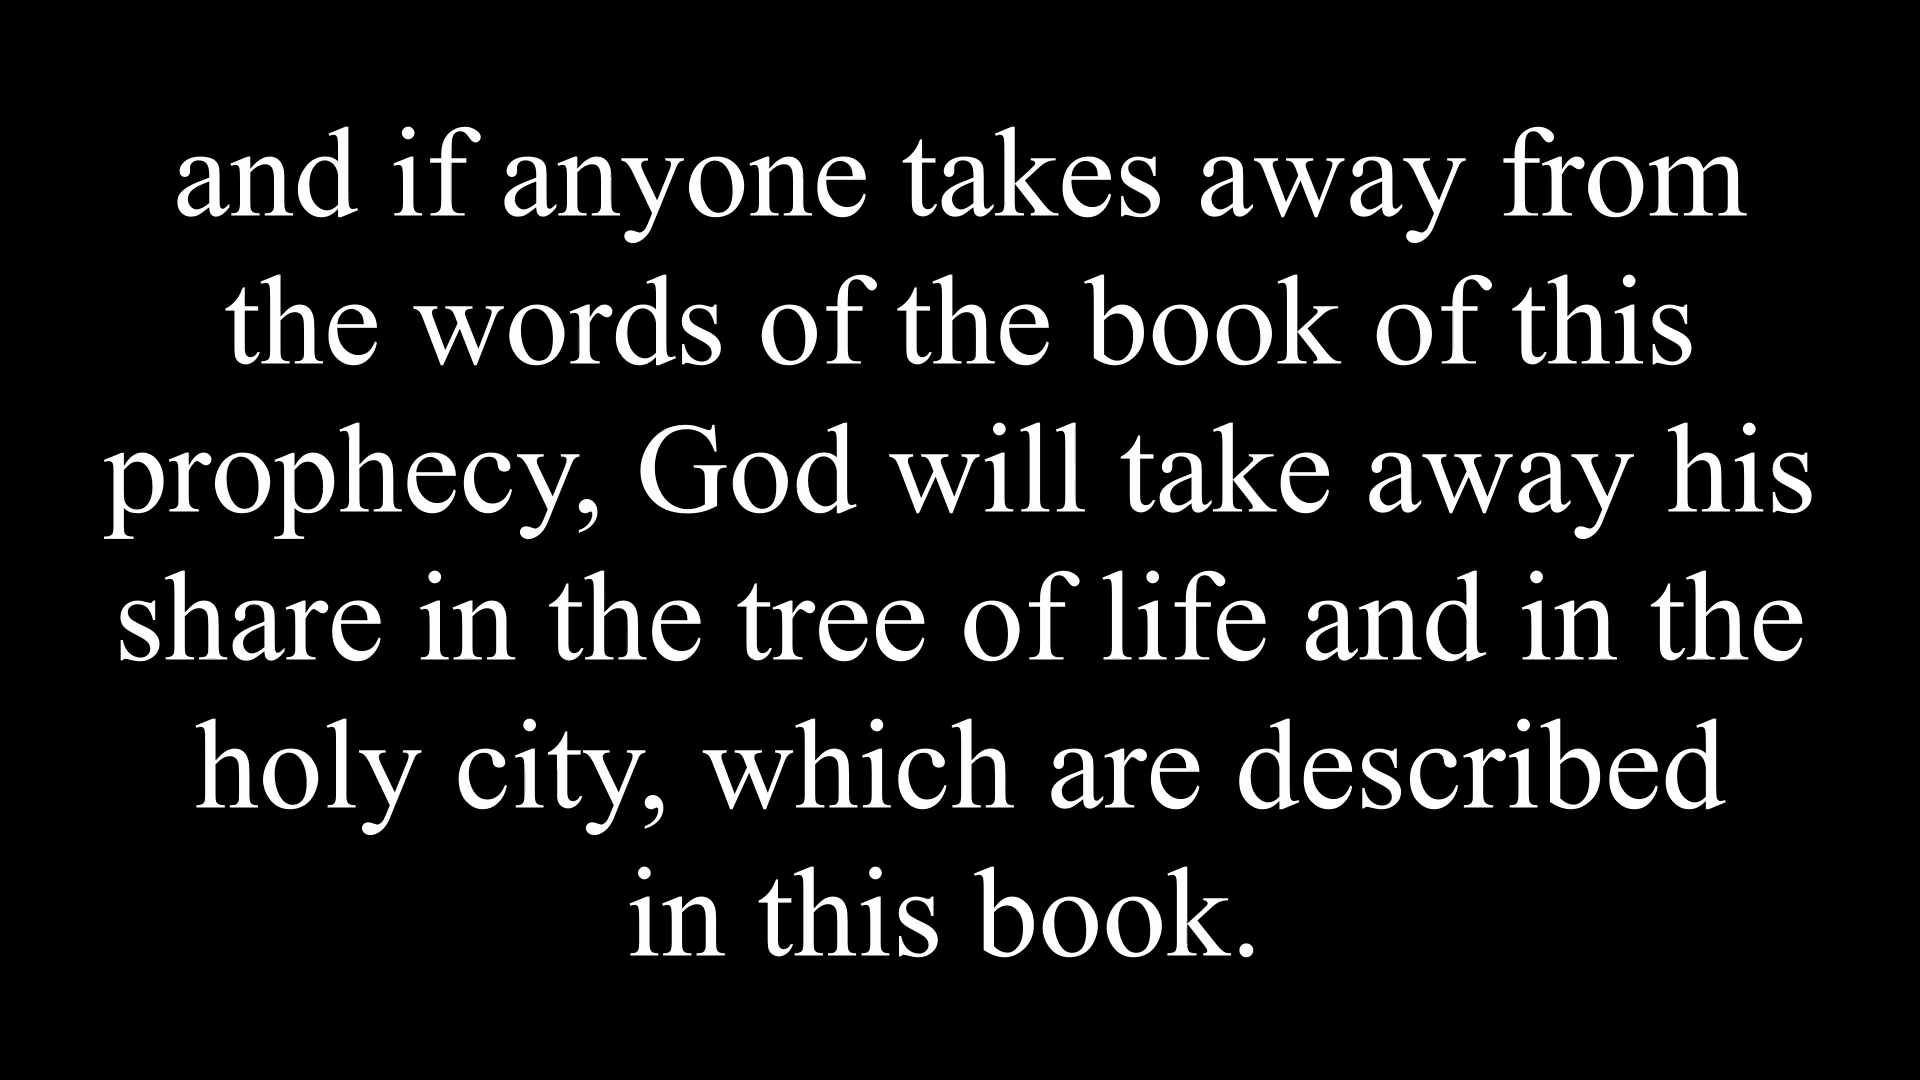 and if anyone takes away from
the words of the book of this
prophecy, God will take away his
share in the tree of life and in the
holy city, which are described
in this book.